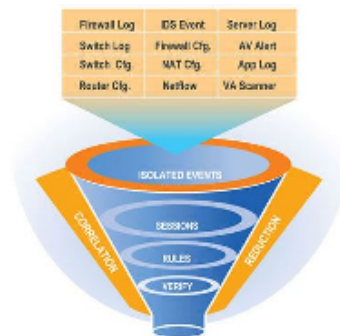 Firewall Log IDS Event Server Log
Switch Log Firewall Cfg. AV Alert
Switch Cfg. NAT Cfg. App Log
Router Cfg. Netflow VA Scanner
ISOLATED EVENTS
CORRELATION
SESSIONS
REDUCTION
RULES
VERIFY